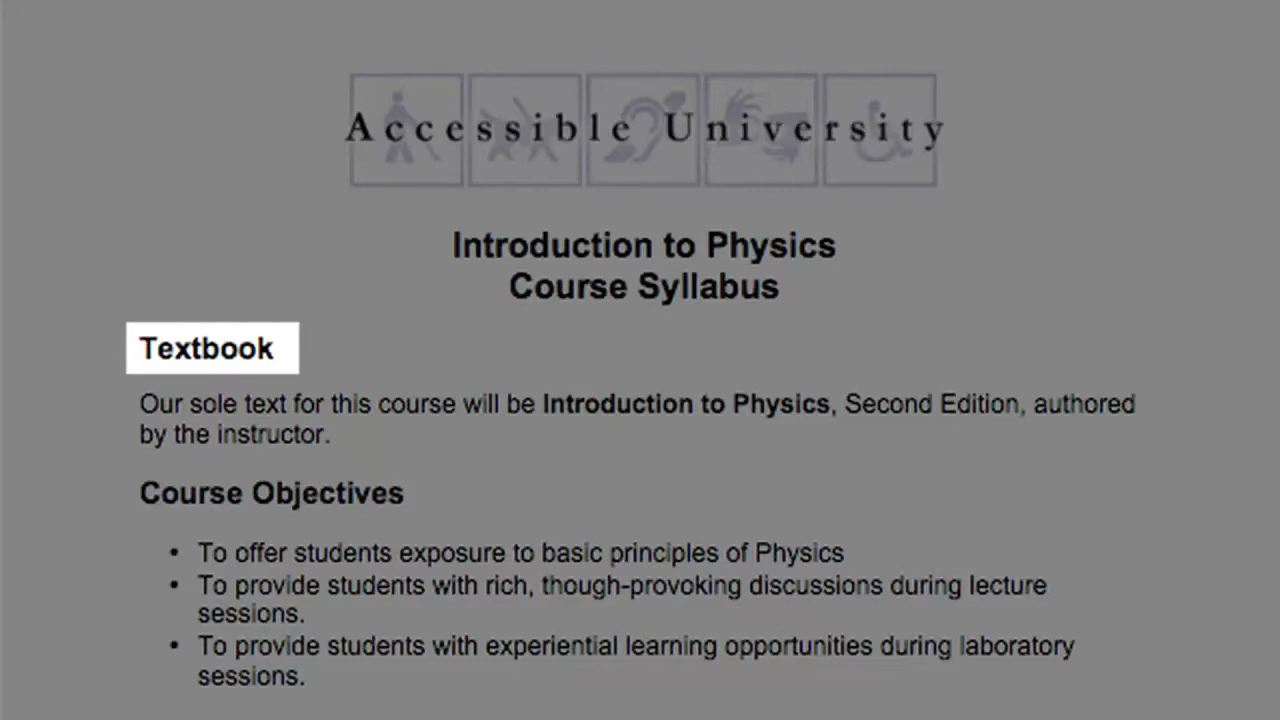 Accessible University
Introduction to Physics
Course Syllabus
Textbook
Our sole text for this course will be Introduction to Physics, Second Edition, authored
by the instructor.
Course Objectives
• To offer students exposure to basic principles of Physics
• To provide students with rich, though-provoking discussions during lecture
sessions.
• To provide students with experiential learning opportunities during laboratory
sessions.